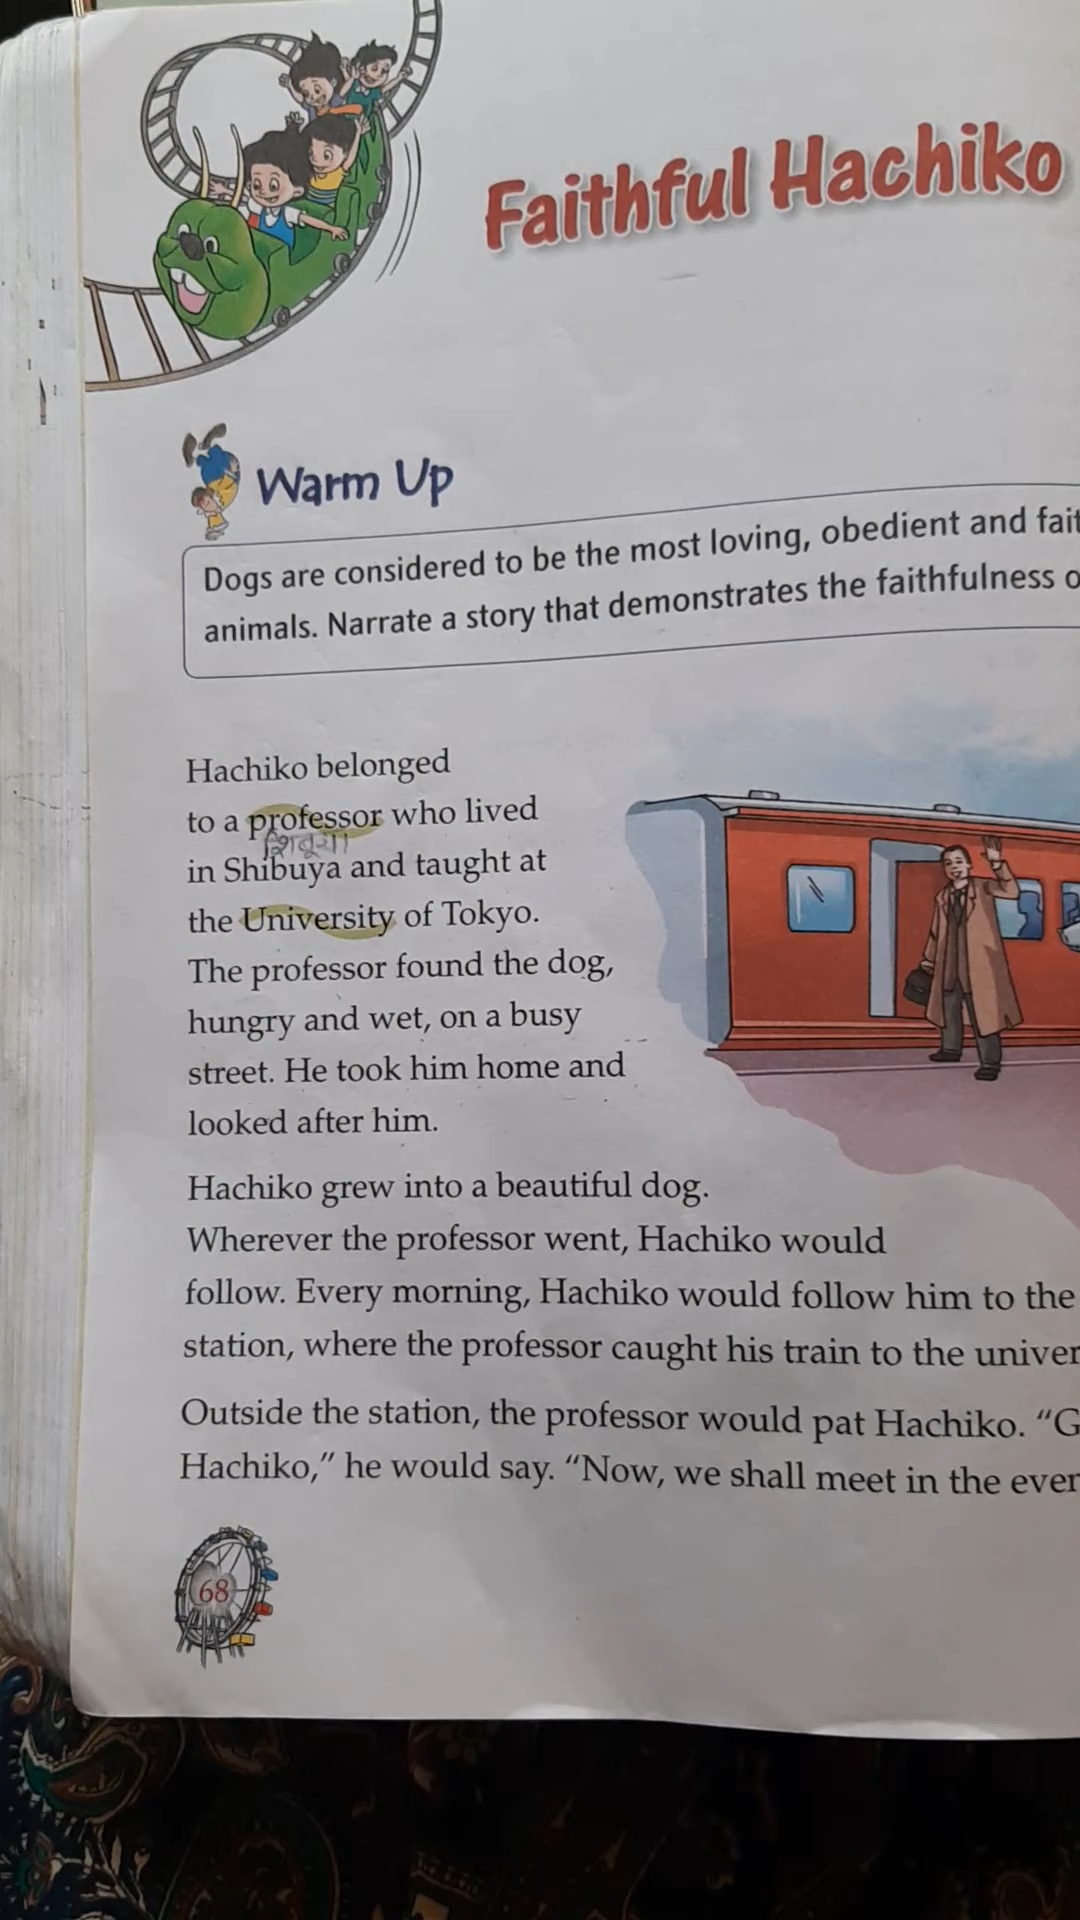 Faithful Hachiko
Warm Up
Dogs are considered to be the most loving, obedient and
animals. Narrate a story that demonstrates the faithfulness
Hachiko belonged
to a professor who lived
शिबूया
in Shibuya and taught at
the University of Tokyo.
The professor found the dog,
hungry and wet, on a busy
street. He took him home and
looked after him.
Hachiko grew into a beautiful dog.
Wherever the professor went, Hachiko would
follow. Every morning, Hachiko would follow him to the
station, where the professor caught his train to the
Outside the station, the professor would pat Hachiko.
Hachiko,” he would say. “Now, we shall meet in the
68